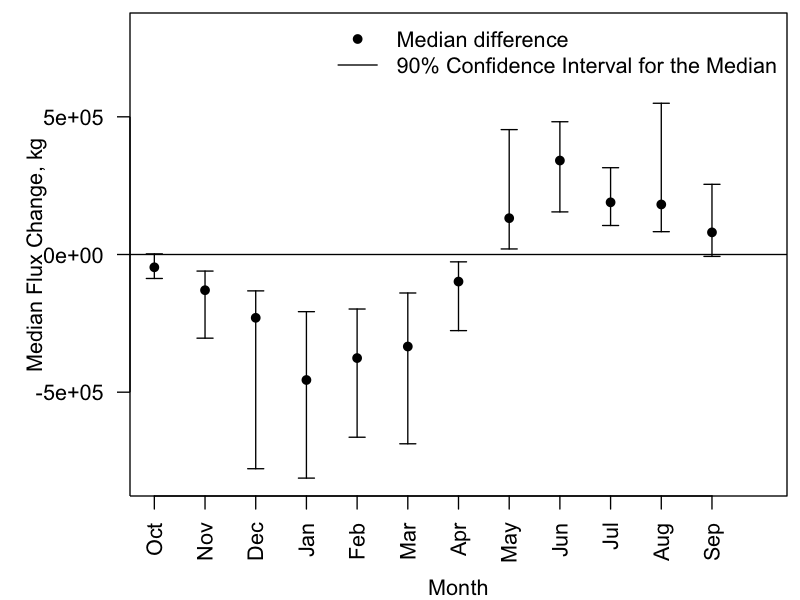 Median difference
90% Confidence Interval for the Median
Median Flux Change, kg
5e+05
0e+00
-5e+05
Oct
Nov
Dec
Jan
Feb
Mar
Apr
May
Jun
Jul
Aug
Sep
Month